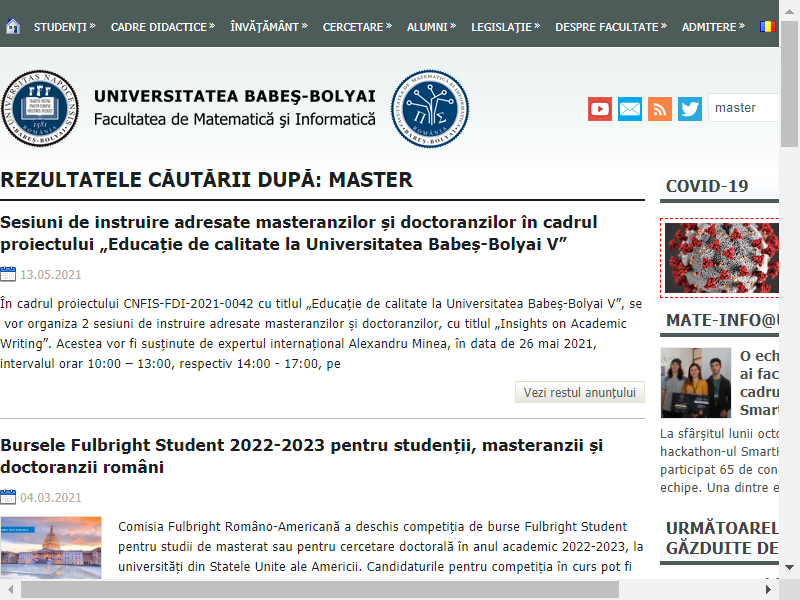 STUDENŢI » CADRE DIDACTICE » ÎNVĂŢĂMÂNT » CERCETARE » ALUMNI » LEGISLAŢIE » DESPRE FACULTATE » ADMITERE »
UNIVERSITATEA BABEŞ-BOLYAI
Facultatea de Matematică şi Informatică
master
REZULTATELE CĂUTĂRII DUPĂ: MASTER
Sesiuni de instruire adresate masteranzilor și doctoranzilor în cadrul
proiectului „Educație de calitate la Universitatea Babeș-Bolyai V”
13.05.2021
În cadrul proiectului CNFIS-FDI-2021-0042 cu titlul „Educație de calitate la Universitatea Babeș-Bolyai V”, se
vor organiza 2 sesiuni de instruire adresate masteranzilor și doctoranzilor, cu titlul „Insights on Academic
Writing”. Acestea vor fi susținute de expertul internațional Alexandru Minea, în data de 26 mai 2021,
intervalul orar 10:00 – 13:00, respectiv 14:00 - 17:00, pe
Vezi restul anunțului
Bursele Fulbright Student 2022-2023 pentru studenții, masteranzii și
doctoranzii români
04.03.2021
Comisia Fulbright Româno-Americană a deschis competiția de burse Fulbright Student
pentru studii de masterat sau pentru cercetare doctorală în anul academic 2022-2023, la
universități din Statele Unite ale Americii. Candidaturile pentru competiția în curs pot fi
COVID-19
MATE-INFO@U
O ech
ai fac
cadru
Smart
La sfârșitul lunii octo
hackathon-ul SmartH
participat 65 de con
echipe. Una dintre e
URMĂTOAREL
GĂZDUITE DE